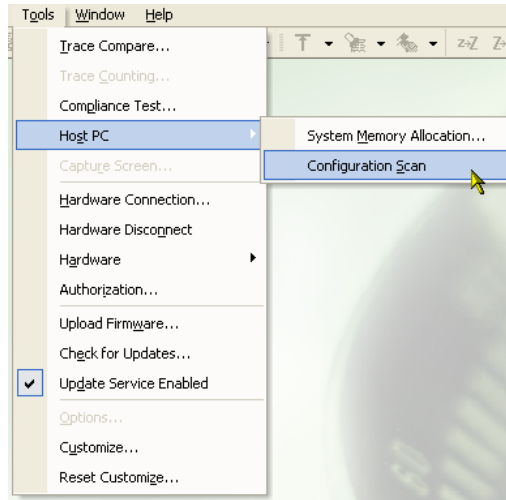 Tools Window Help
Trace Compare...
Trace Counting...
Compliance Test...
Host PC
System Memory Allocation...
Configuration Scan
Capture Screen...
Hardware Connection...
Hardware Disconnect
Hardware
Authorization...
Upload Firmware...
Check for Updates...
Update Service Enabled
Options...
Customize...
Reset Customize...